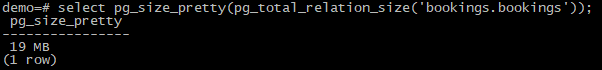 demo=# select pg_size_pretty(pg_total_relation_size('bookings.bookings'));
 pg_size_pretty
----------------
 19 MB
(1 row)